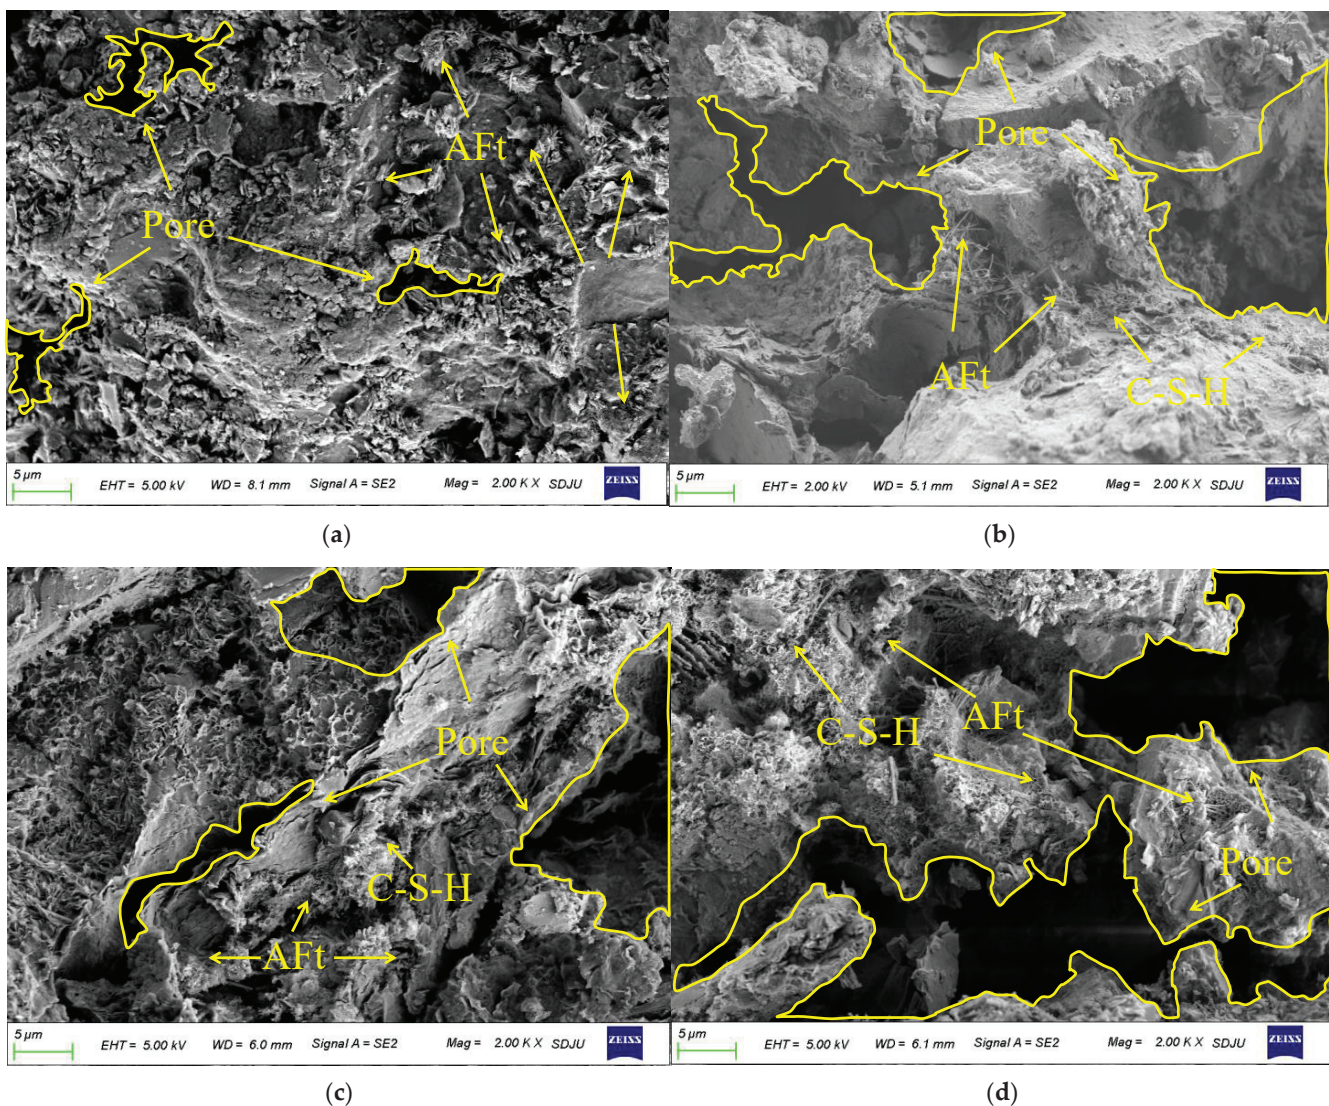 AFt
Pore
5 µm
EHT = 5.00 kV WD = 8.1 mm Signal A = SE2 Mag = 2.00 K X SDJU ZEISS
(a)
Pore
AFt
C-S-H
5 µm
EHT = 2.00 kV WD = 5.1 mm Signal A = SE2 Mag = 2.00 K X SDJU ZEISS
(b)
Pore
C-S-H
AFt
5 µm
EHT = 5.00 kV WD = 6.0 mm Signal A = SE2 Mag = 2.00 K X SDJU ZEISS
(c)
AFt
C-S-H
Pore
5 µm
EHT = 5.00 kV WD = 6.1 mm Signal A = SE2 Mag = 2.00 K X SDJU ZEISS
(d)